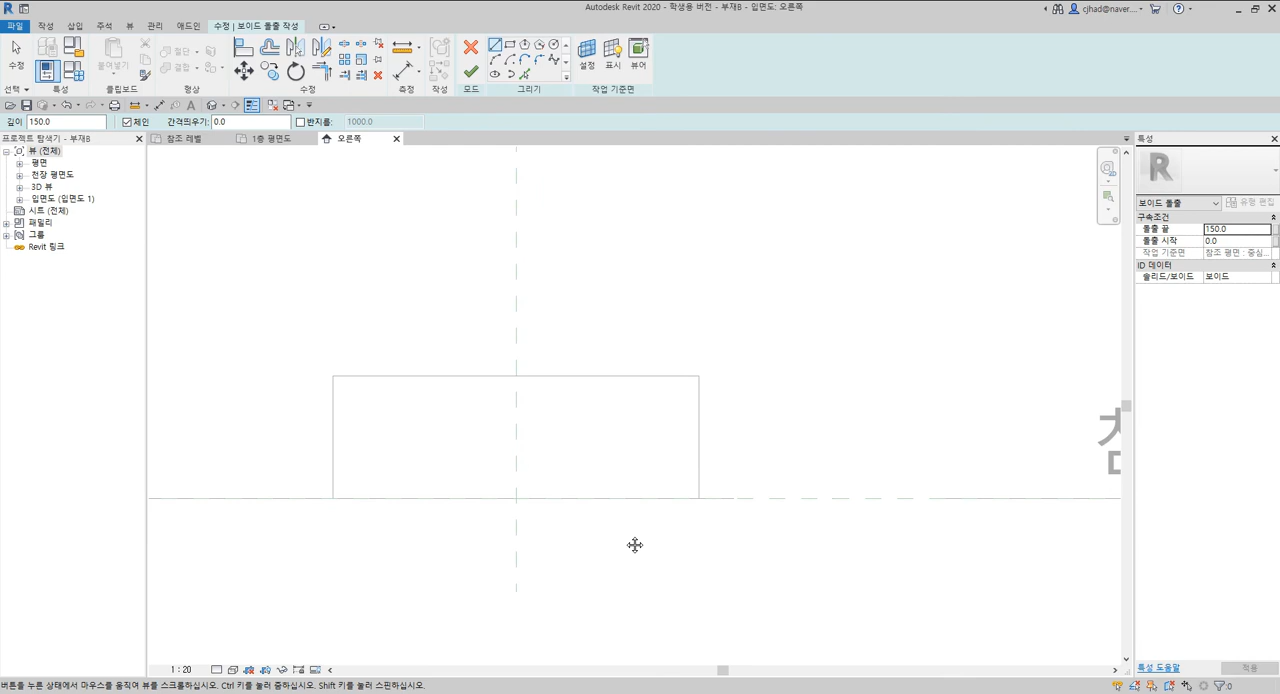 Autodesk Revit 2020 - 학생용 버전 - 부재B - 입면도: 오른쪽
cjhad@naver....
파일 작성 삽입 주석 뷰 관리 애드인 수정 | 보이드 돌출 작성
수정 붙여넣기 절단 결합 설정 표시 뷰어
선택 특성 클립보드 형상 수정 측정 작성 모드 그리기 작업 기준면
깊이 150.0 체인 간격띄우기: 0.0 반지름: 1000.0
프로젝트 탐색기 - 부재B
참조 레벨 1층 평면도 오른쪽
뷰 (전체)
평면
천장 평면도
3D 뷰
입면도 (입면도 1)
시트 (전체)
패밀리
그룹
Revit 링크
특성
R
보이드 돌출 유형 편집
구속조건
돌출 끝 150.0
돌출 시작 0.0
작업 기준면 참조 평면 : 중심...
ID 데이터
솔리드/보이드 보이드
1 : 20
특성 도움말 적용
버튼을 누른 상태에서 마우스를 움직여 뷰를 스크롤하십시오. Ctrl 키를 눌러 줌하십시오. Shift 키를 눌러 스핀하십시오.
:0